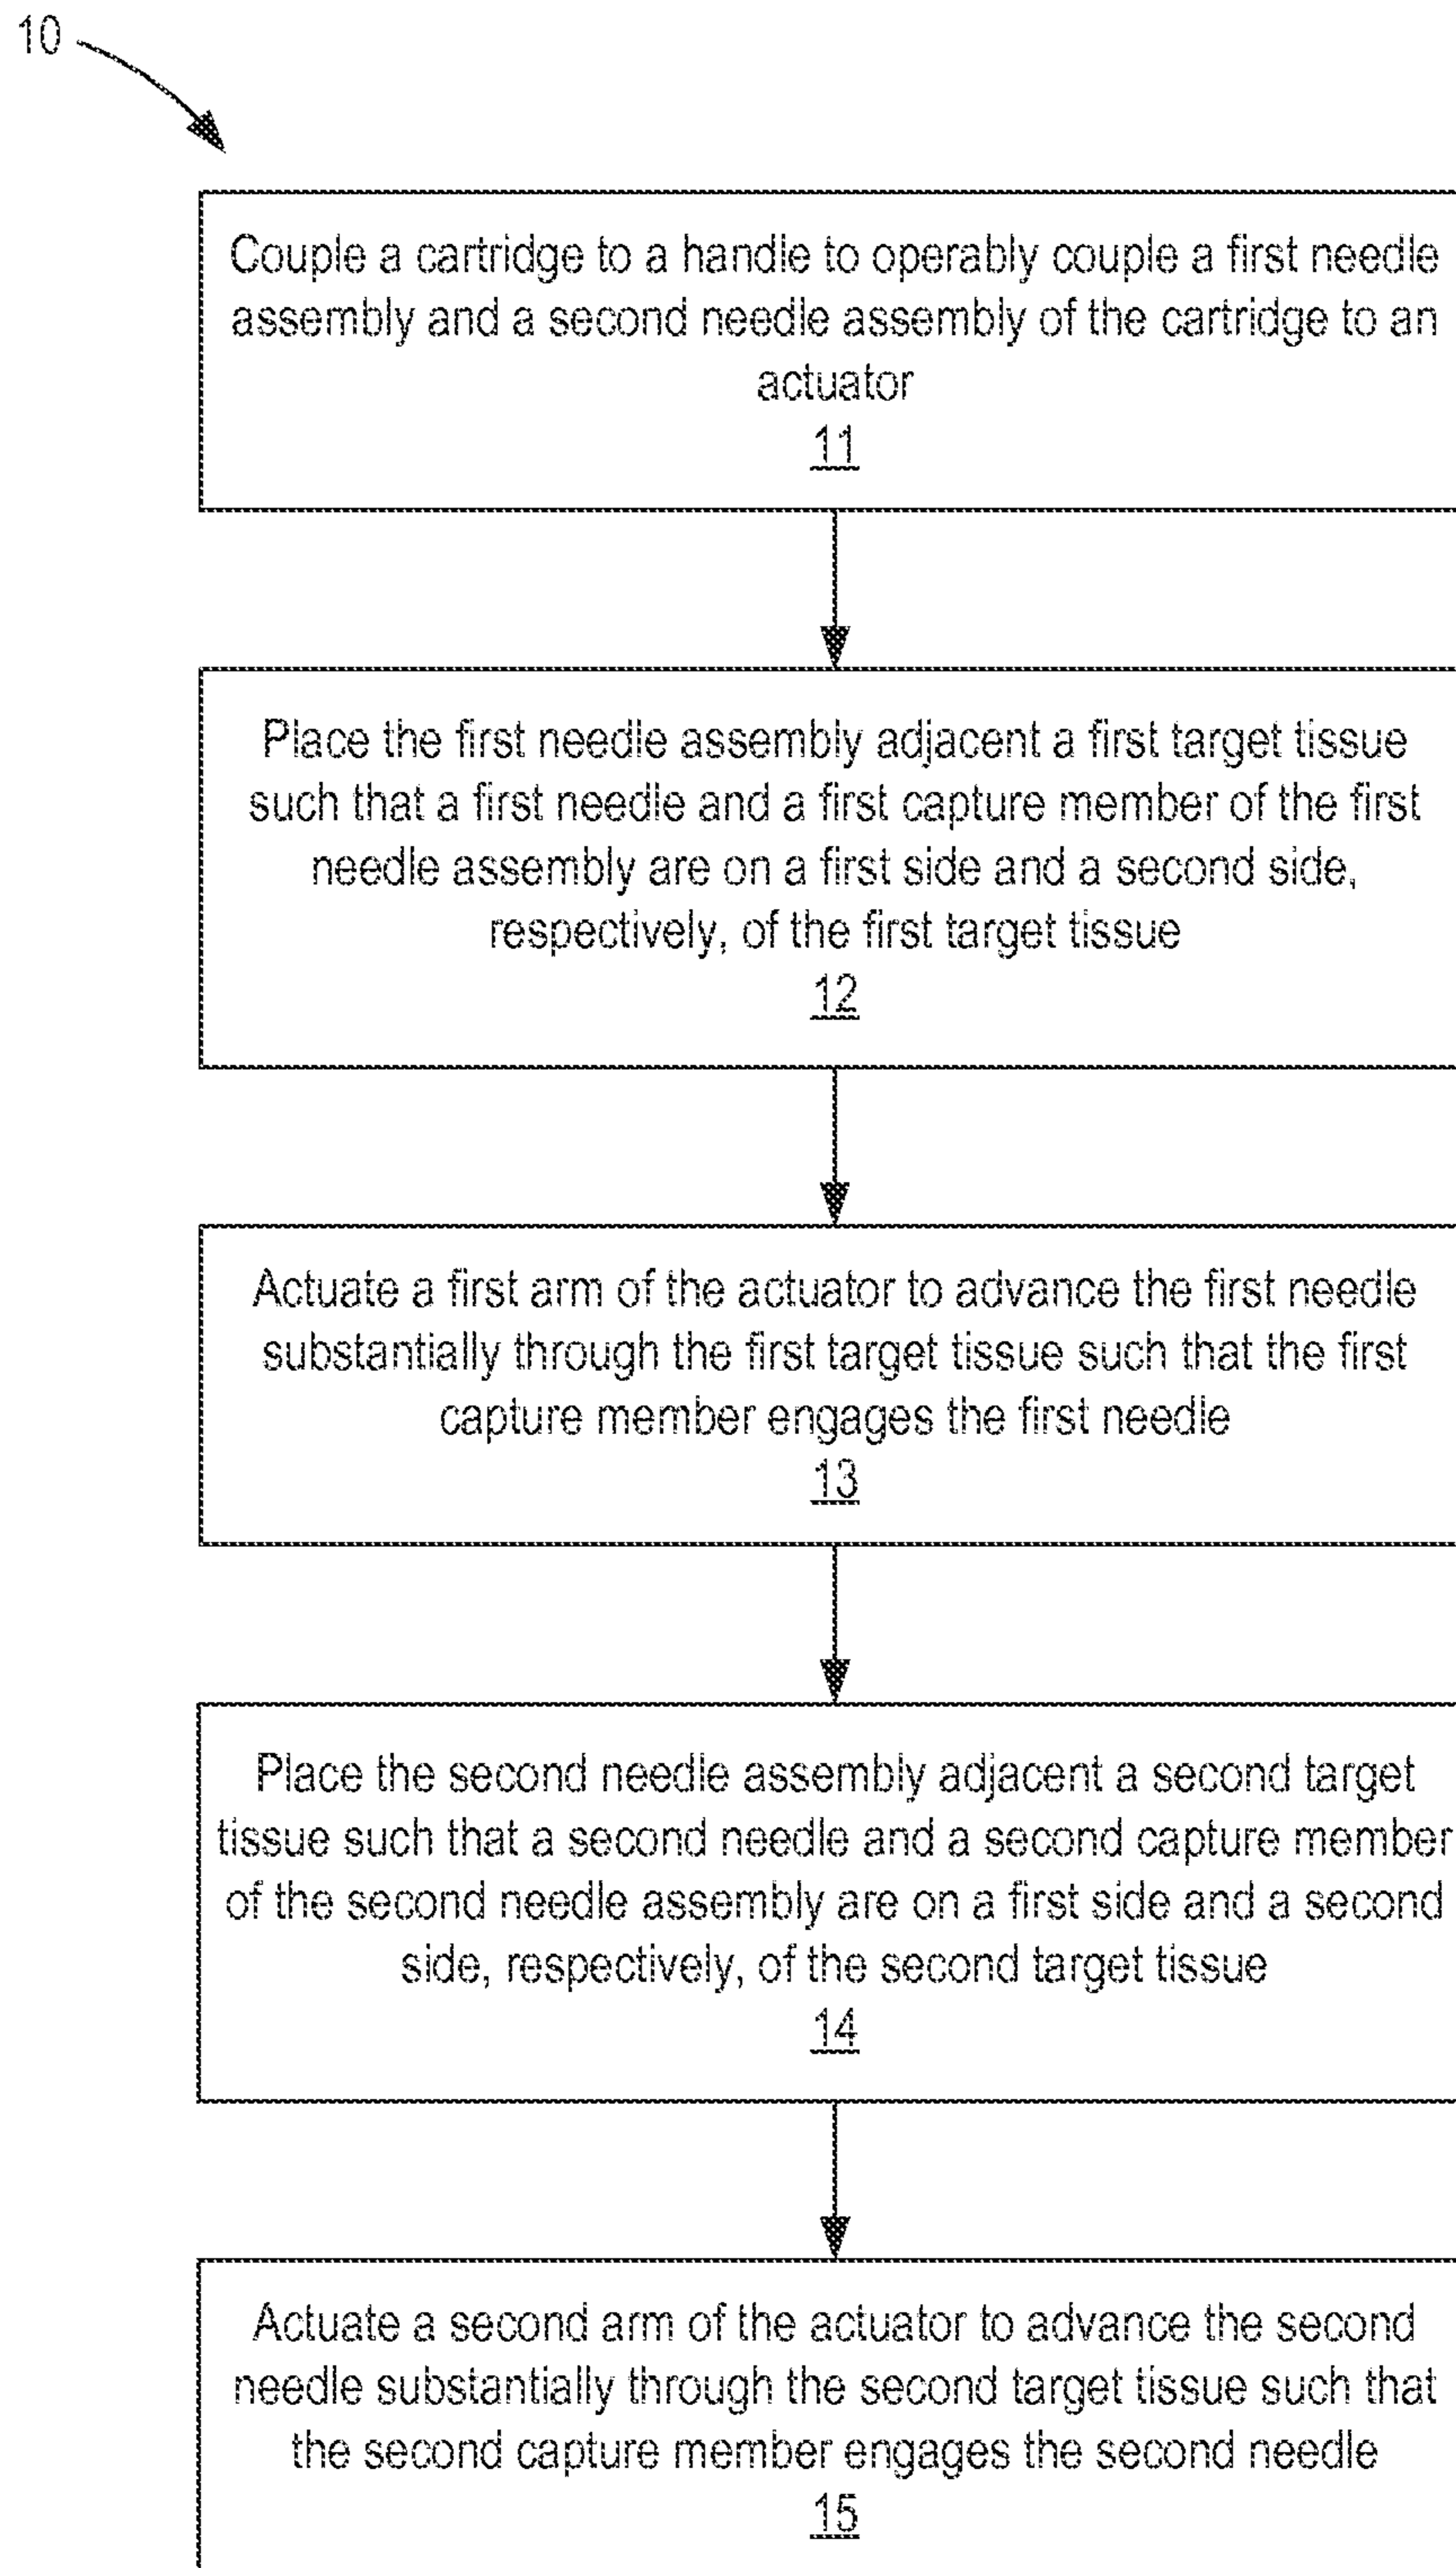 10
Couple a cartridge to a handle to operably couple a first needle
assembly and a second needle assembly of the cartridge to an
actuator
11
Place the first needle assembly adjacent a first target tissue
such that a first needle and a first capture member of the first
needle assembly are on a first side and a second side,
respectively, of the first target tissue
12
Actuate a first arm of the actuator to advance the first needle
substantially through the first target tissue such that the first
capture member engages the first needle
13
Place the second needle assembly adjacent a second target
tissue such that a second needle and a second capture member
of the second needle assembly are on a first side and a second
side, respectively, of the second target tissue
14
Actuate a second arm of the actuator to advance the second
needle substantially through the second target tissue such that
the second capture member engages the second needle
15